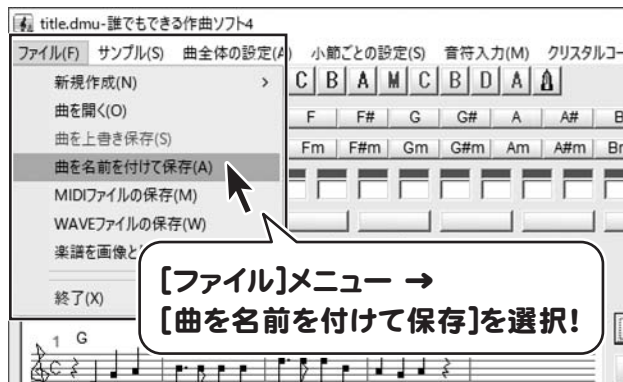 title.dmu-誰でもできる作曲ソフト4
ファイル(F) サンプル(S) 曲全体の設定(A) 小節ごとの設定(S) 音符入力(M) クリスタルコー
新規作成(N) >
C B A M C B D A
曲を開く(O)
F F# G G# A A# B
曲を上書き保存(S)
Fm F#m Gm G#m Am A#m Bm
曲を名前を付けて保存(A)
MIDIファイルの保存(M)
WAVEファイルの保存(W)
楽譜を画像と
終了(X)
[ファイル]メニュー →
[曲を名前を付けて保存]を選択!
1 G
C